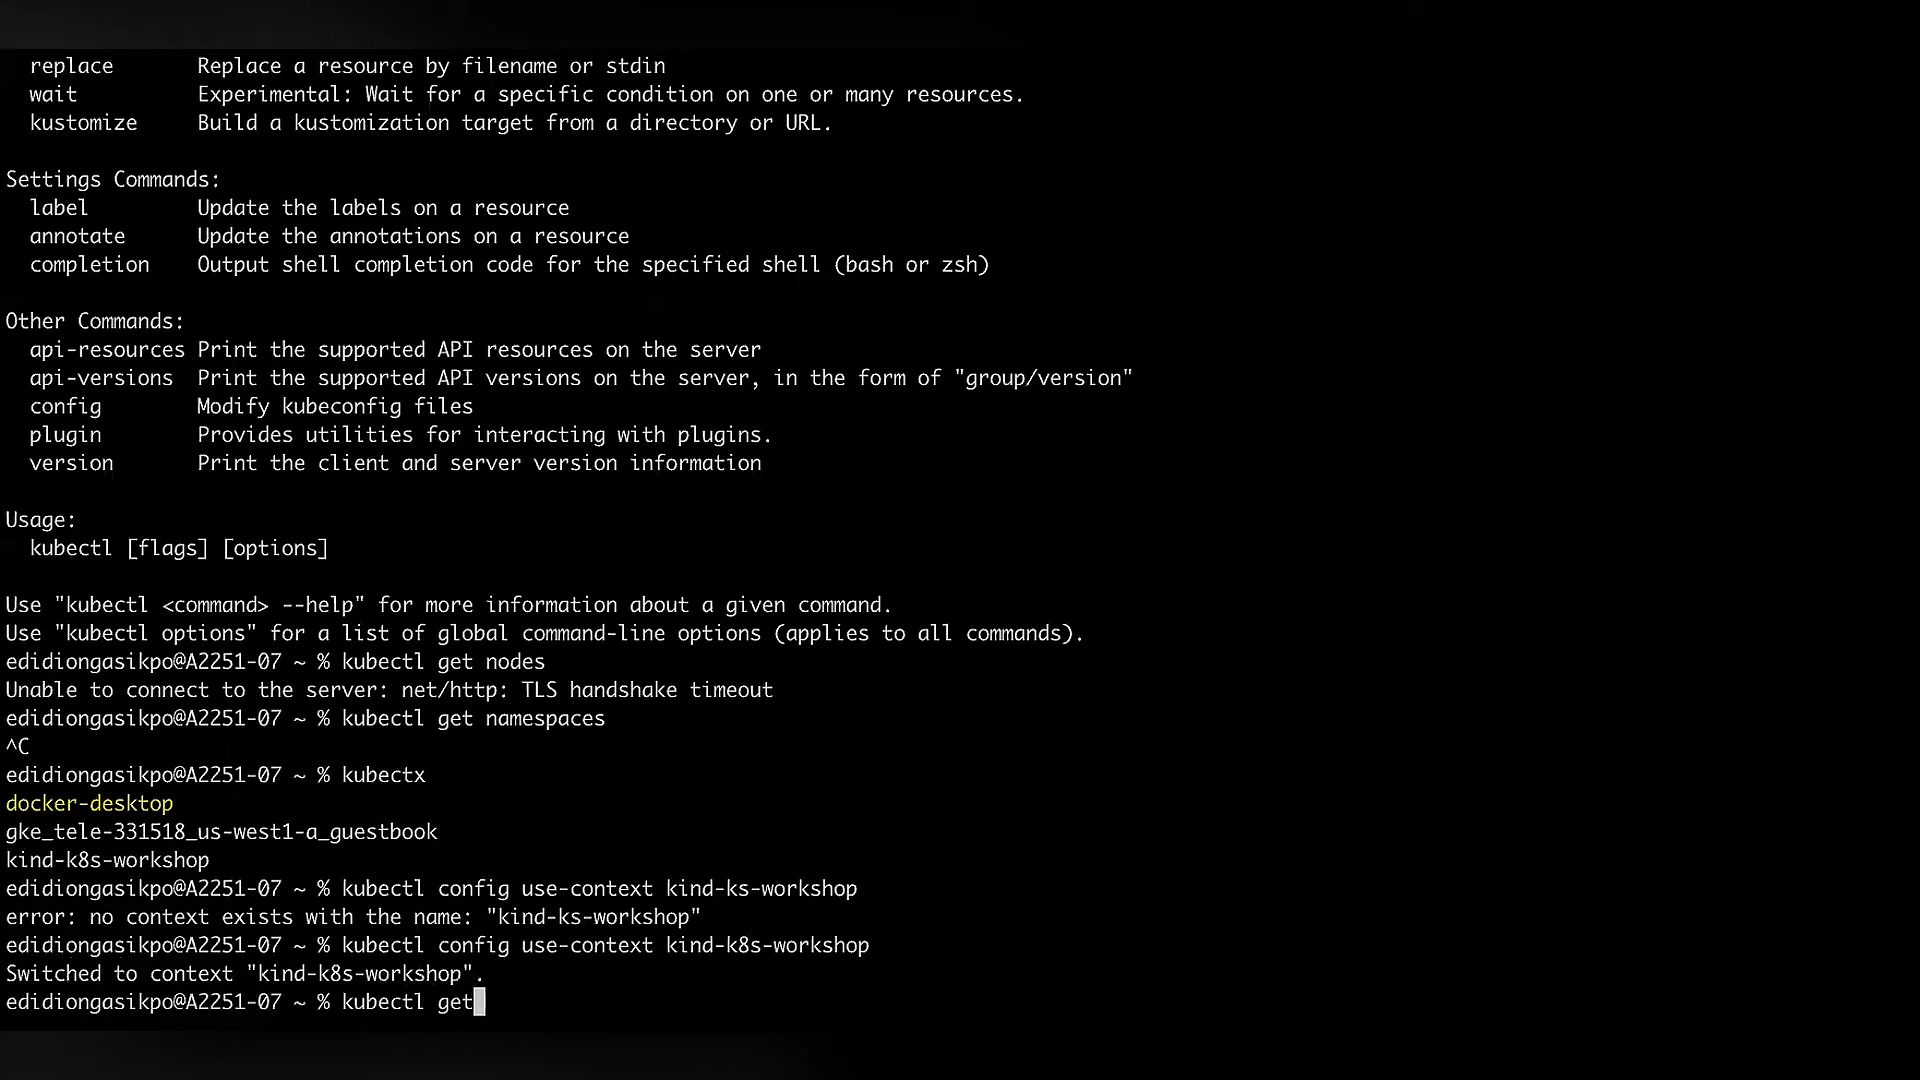 replace Replace a resource by filename or stdin
wait Experimental: Wait for a specific condition on one or many resources.
kustomize Build a kustomization target from a directory or URL.
Settings Commands:
label Update the labels on a resource
annotate Update the annotations on a resource
completion Output shell completion code for the specified shell (bash or zsh)
Other Commands:
api-resources Print the supported API resources on the server
api-versions Print the supported API versions on the server, in the form of "group/version"
config Modify kubeconfig files
plugin Provides utilities for interacting with plugins.
version Print the client and server version information
Usage:
kubectl [flags] [options]
Use "kubectl <command> --help" for more information about a given command.
Use "kubectl options" for a list of global command-line options (applies to all commands).
edidiongasikpo@A2251-07 ~ % kubectl get nodes
Unable to connect to the server: net/http: TLS handshake timeout
edidiongasikpo@A2251-07 ~ % kubectl get namespaces
^C
edidiongasikpo@A2251-07 ~ % kubectx
docker-desktop
gke_tele-331518_us-west1-a_guestbook
kind-k8s-workshop
edidiongasikpo@A2251-07 ~ % kubectl config use-context kind-ks-workshop
error: no context exists with the name: "kind-ks-workshop"
edidiongasikpo@A2251-07 ~ % kubectl config use-context kind-k8s-workshop
Switched to context "kind-k8s-workshop".
edidiongasikpo@A2251-07 ~ % kubectl get